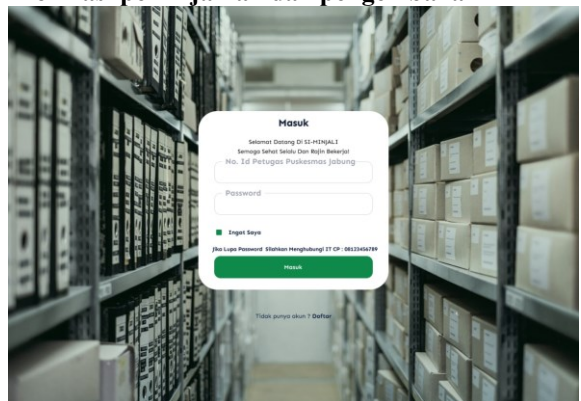 Masuk
Selamat Datang Di SI-MINJALI
Semoga Sehat Selalu Dan Rajin Bekerja!
No. Id Petugas Puskesmas Jabung
Password
Ingat Saya
Jika Lupa Password Silahkan Menghubungi IT CP : 08123456789
Masuk
Tidak punya akun ? Daftar